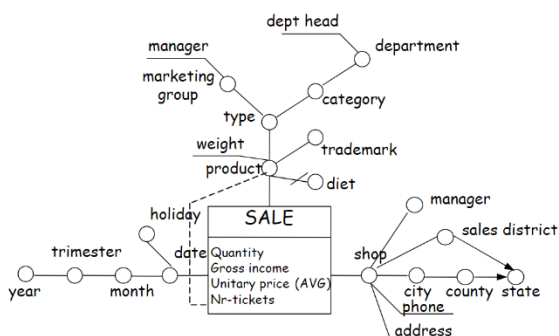 dept head
manager
department
marketing
group
category
type
weight
trademark
product
diet
manager
holiday
SALE
sales district
trimester
date
shop
Quantity
Gross income
Unitary price (AVG)
Nr-tickets
year
month
city
county
state
phone
address